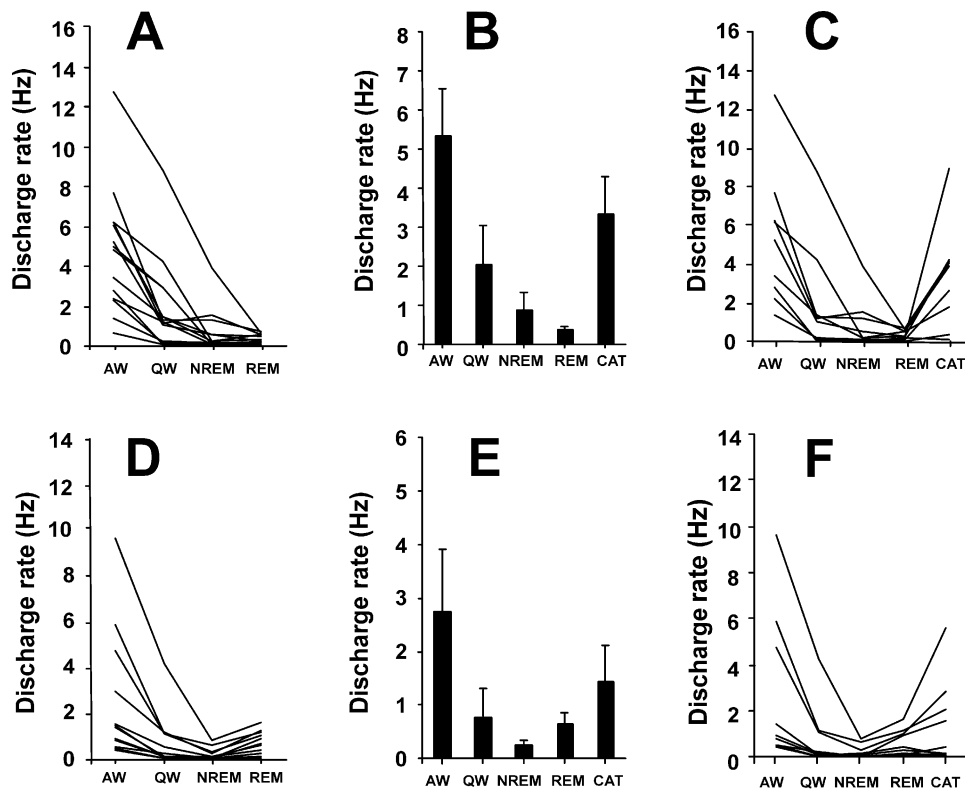 A
Discharge rate (Hz)
16
14
12
10
8
6
4
2
0
AW QW NREM REM
B
Discharge rate (Hz)
8
7
6
5
4
3
2
1
0
AW QW NREM REM CAT
C
Discharge rate (Hz)
16
14
12
10
8
6
4
2
0
AW QW NREM REM CAT
D
Discharge rate (Hz)
14
12
10
8
6
4
2
0
AW QW NREM REM
E
Discharge rate (Hz)
6
5
4
3
2
1
0
AW QW NREM REM CAT
F
Discharge rate (Hz)
14
12
10
8
6
4
2
0
AW QW NREM REM CAT